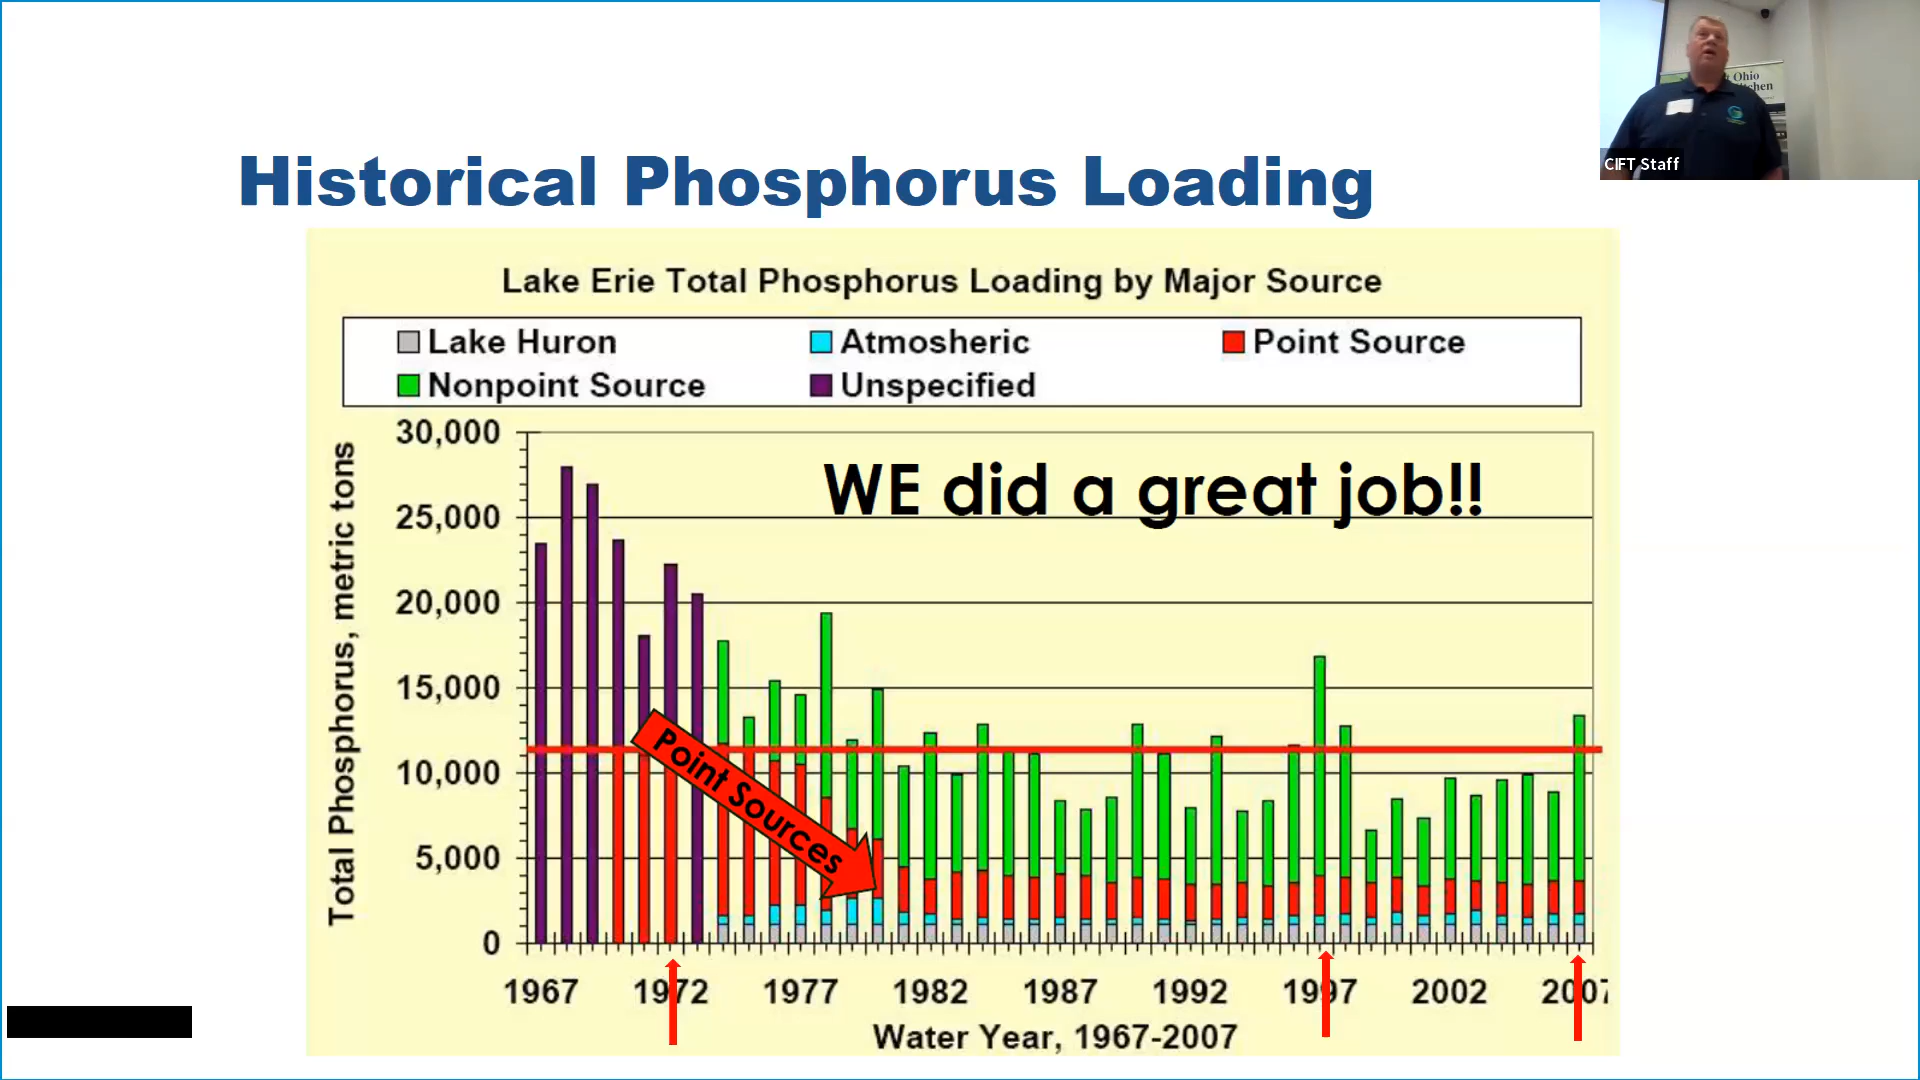 Historical Phosphorus Loading
Lake Erie Total Phosphorus Loading by Major Source
Lake Huron
Atmosheric
Point Source
Nonpoint Source
Unspecified
Total Phosphorus, metric tons
30,000
25,000
20,000
15,000
10,000
5,000
0
WE did a great job!!
Point Sources
1967
1972
1977
1982
1987
1992
1997
2002
2007
Water Year, 1967-2007
Ohio
CIFT Staff